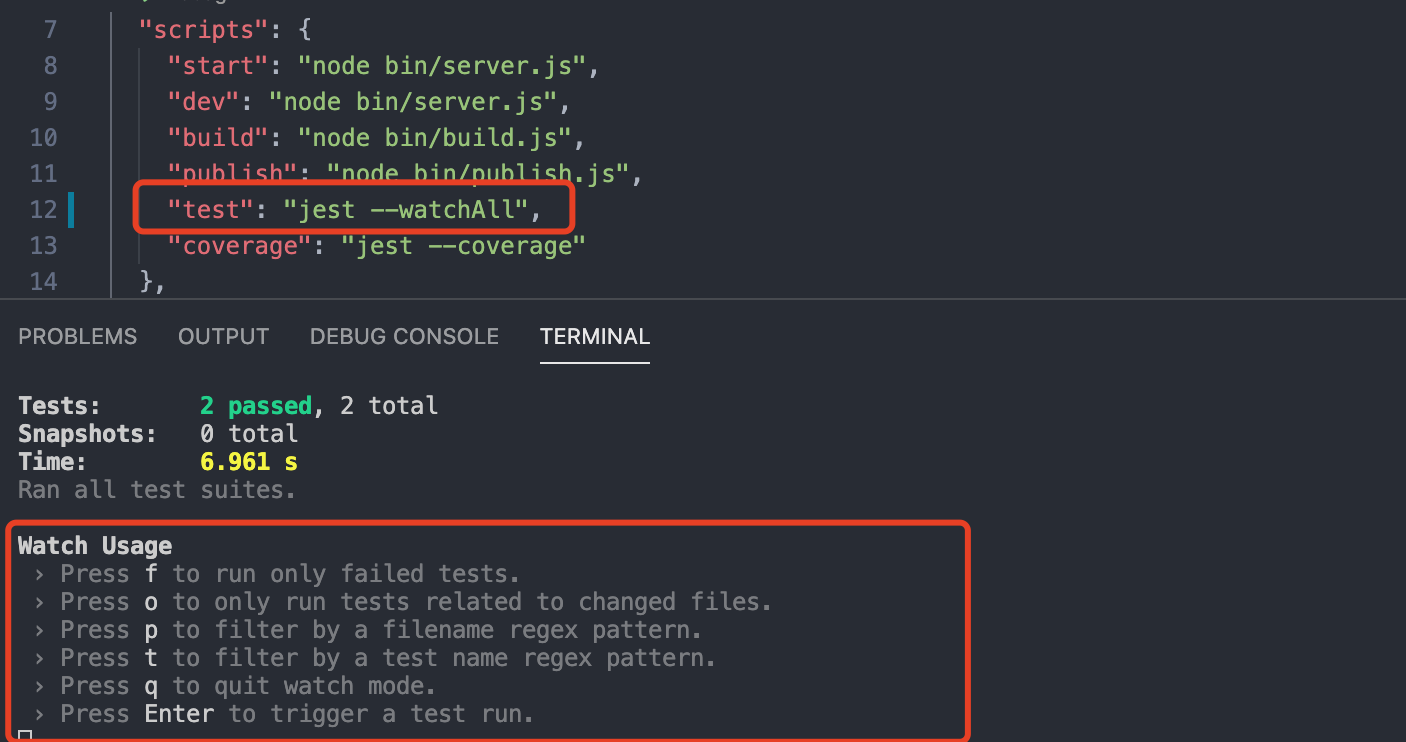 7 "scripts": {
8 "start": "node bin/server.js",
9 "dev": "node bin/server.js",
10 "build": "node bin/build.js",
11 "publish": "node bin/publish.js",
12 "test": "jest --watchAll",
13 "coverage": "jest --coverage"
14 },
PROBLEMS OUTPUT DEBUG CONSOLE TERMINAL
Tests: 2 passed, 2 total
Snapshots: 0 total
Time: 6.961 s
Ran all test suites.
Watch Usage
› Press f to run only failed tests.
› Press o to only run tests related to changed files.
› Press p to filter by a filename regex pattern.
› Press t to filter by a test name regex pattern.
› Press q to quit watch mode.
› Press Enter to trigger a test run.